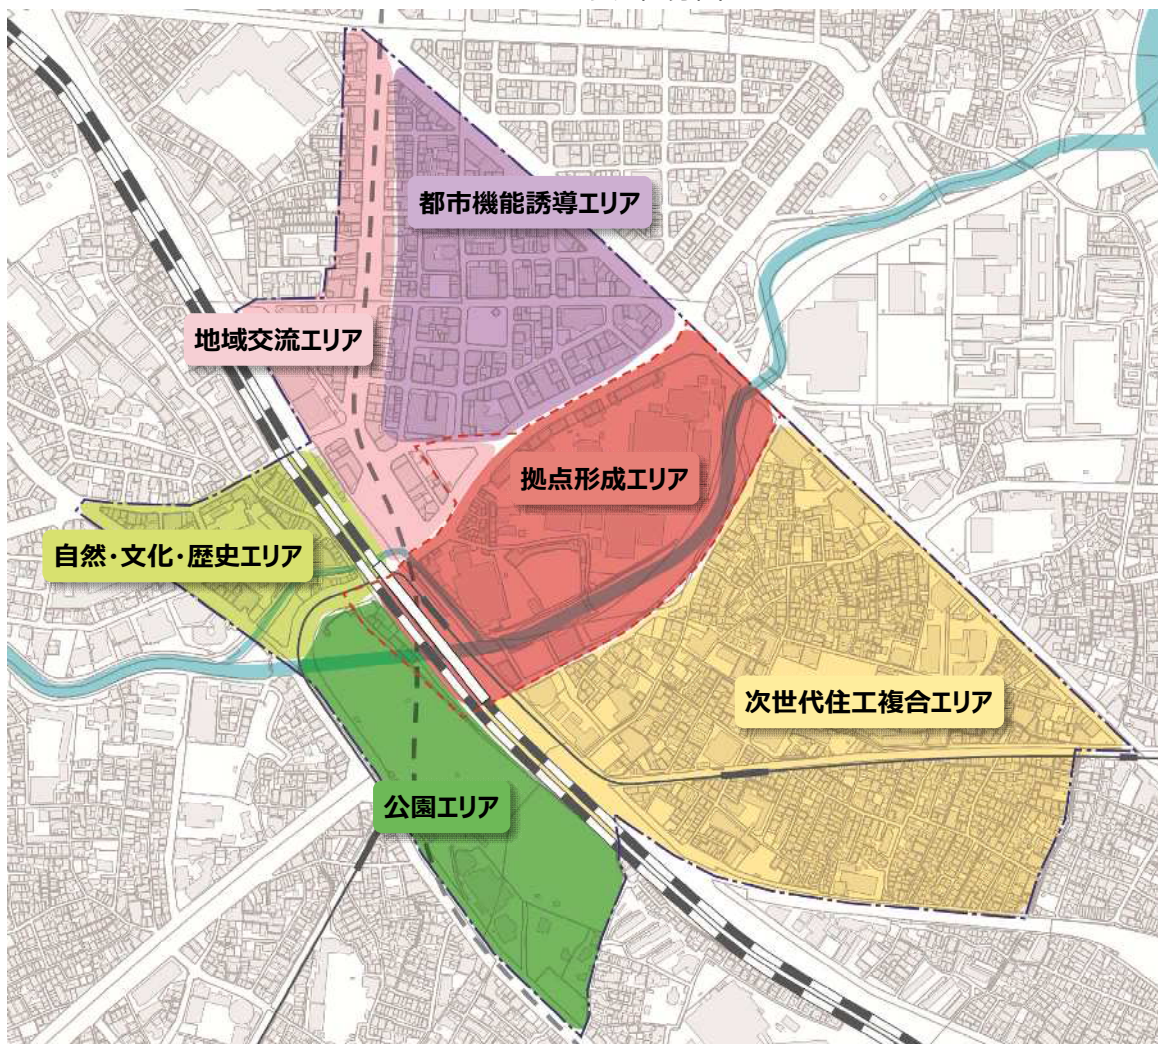 都市機能誘導エリア
地域交流エリア
拠点形成エリア
自然・文化・歴史エリア
次世代住工複合エリア
公園エリア